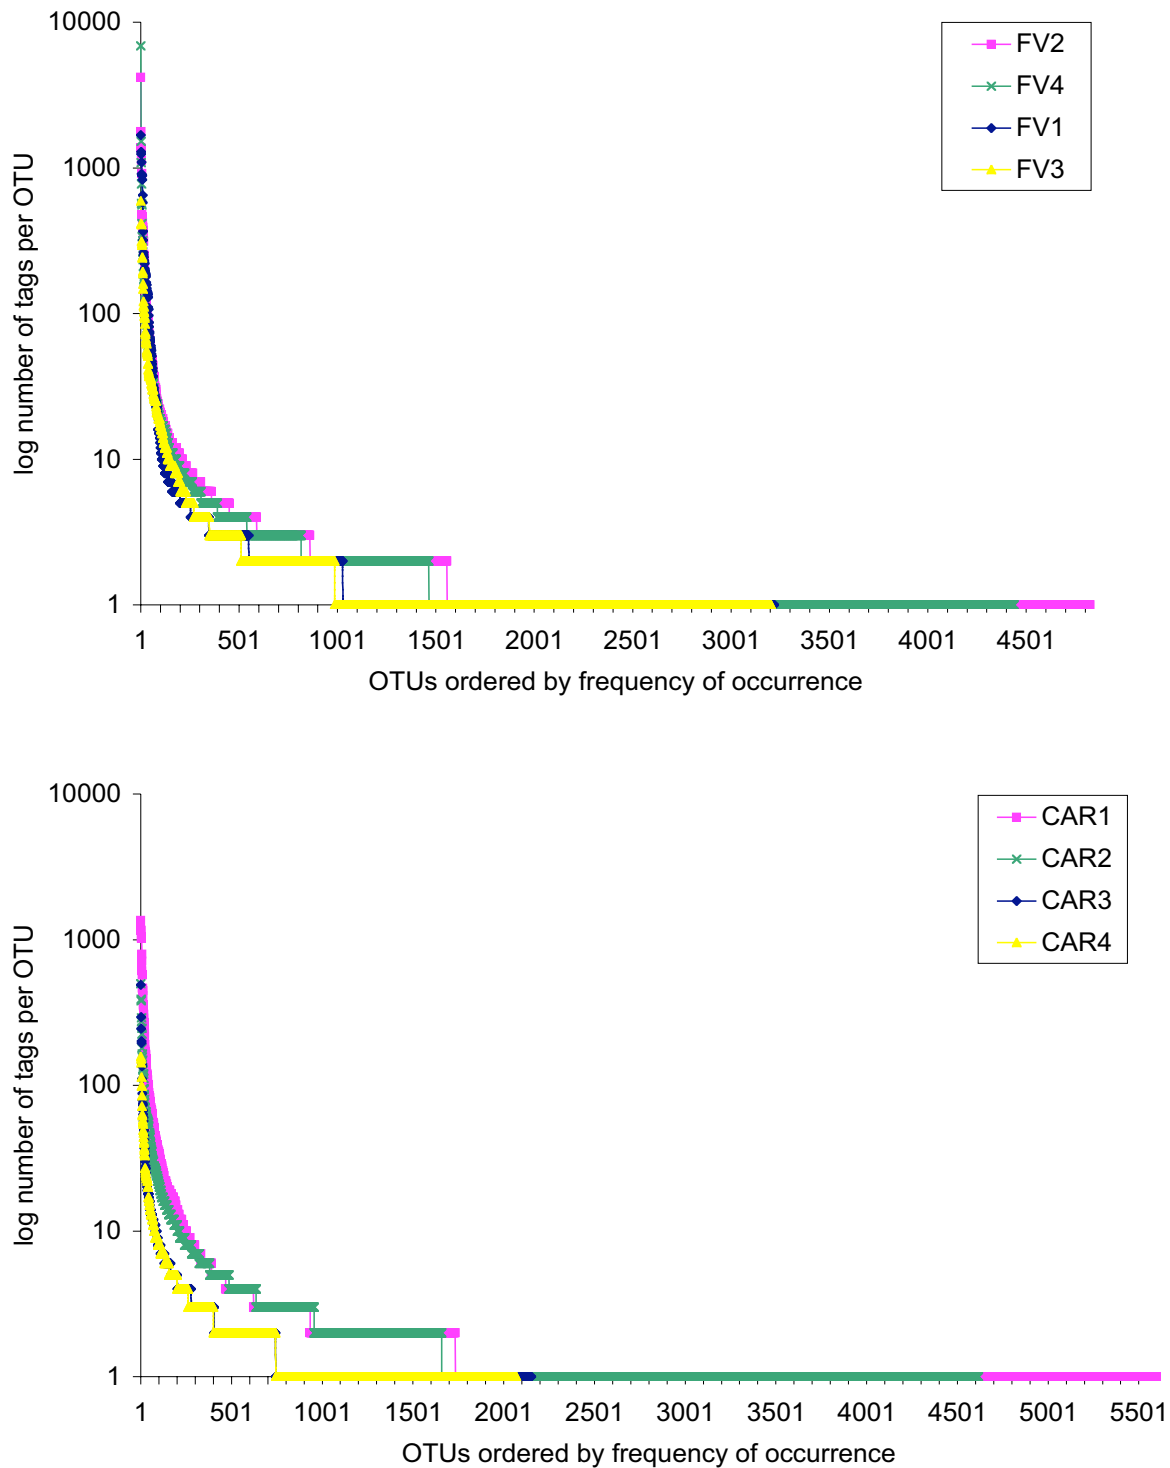 10000
1000
100
10
1
log number of tags per OTU
FV2
FV4
FV1
FV3
1 501 1001 1501 2001 2501 3001 3501 4001 4501
OTUs ordered by frequency of occurrence
10000
1000
100
10
1
log number of tags per OTU
CAR1
CAR2
CAR3
CAR4
1 501 1001 1501 2001 2501 3001 3501 4001 4501 5001 5501
OTUs ordered by frequency of occurrence